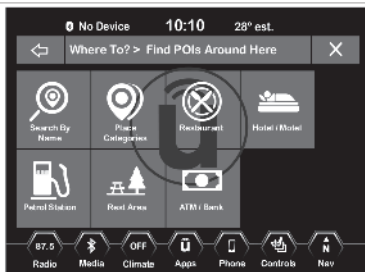 No Device 10:10 28° est.
Where To? > Find POIs Around Here X
Search By
Name
Place
Categories
Restaurant
Hotel / Motel
Petrol Station
Rest Area
ATM / Bank
87.5 OFF ū N
Radio Media Climate Apps Phone Controls Nav